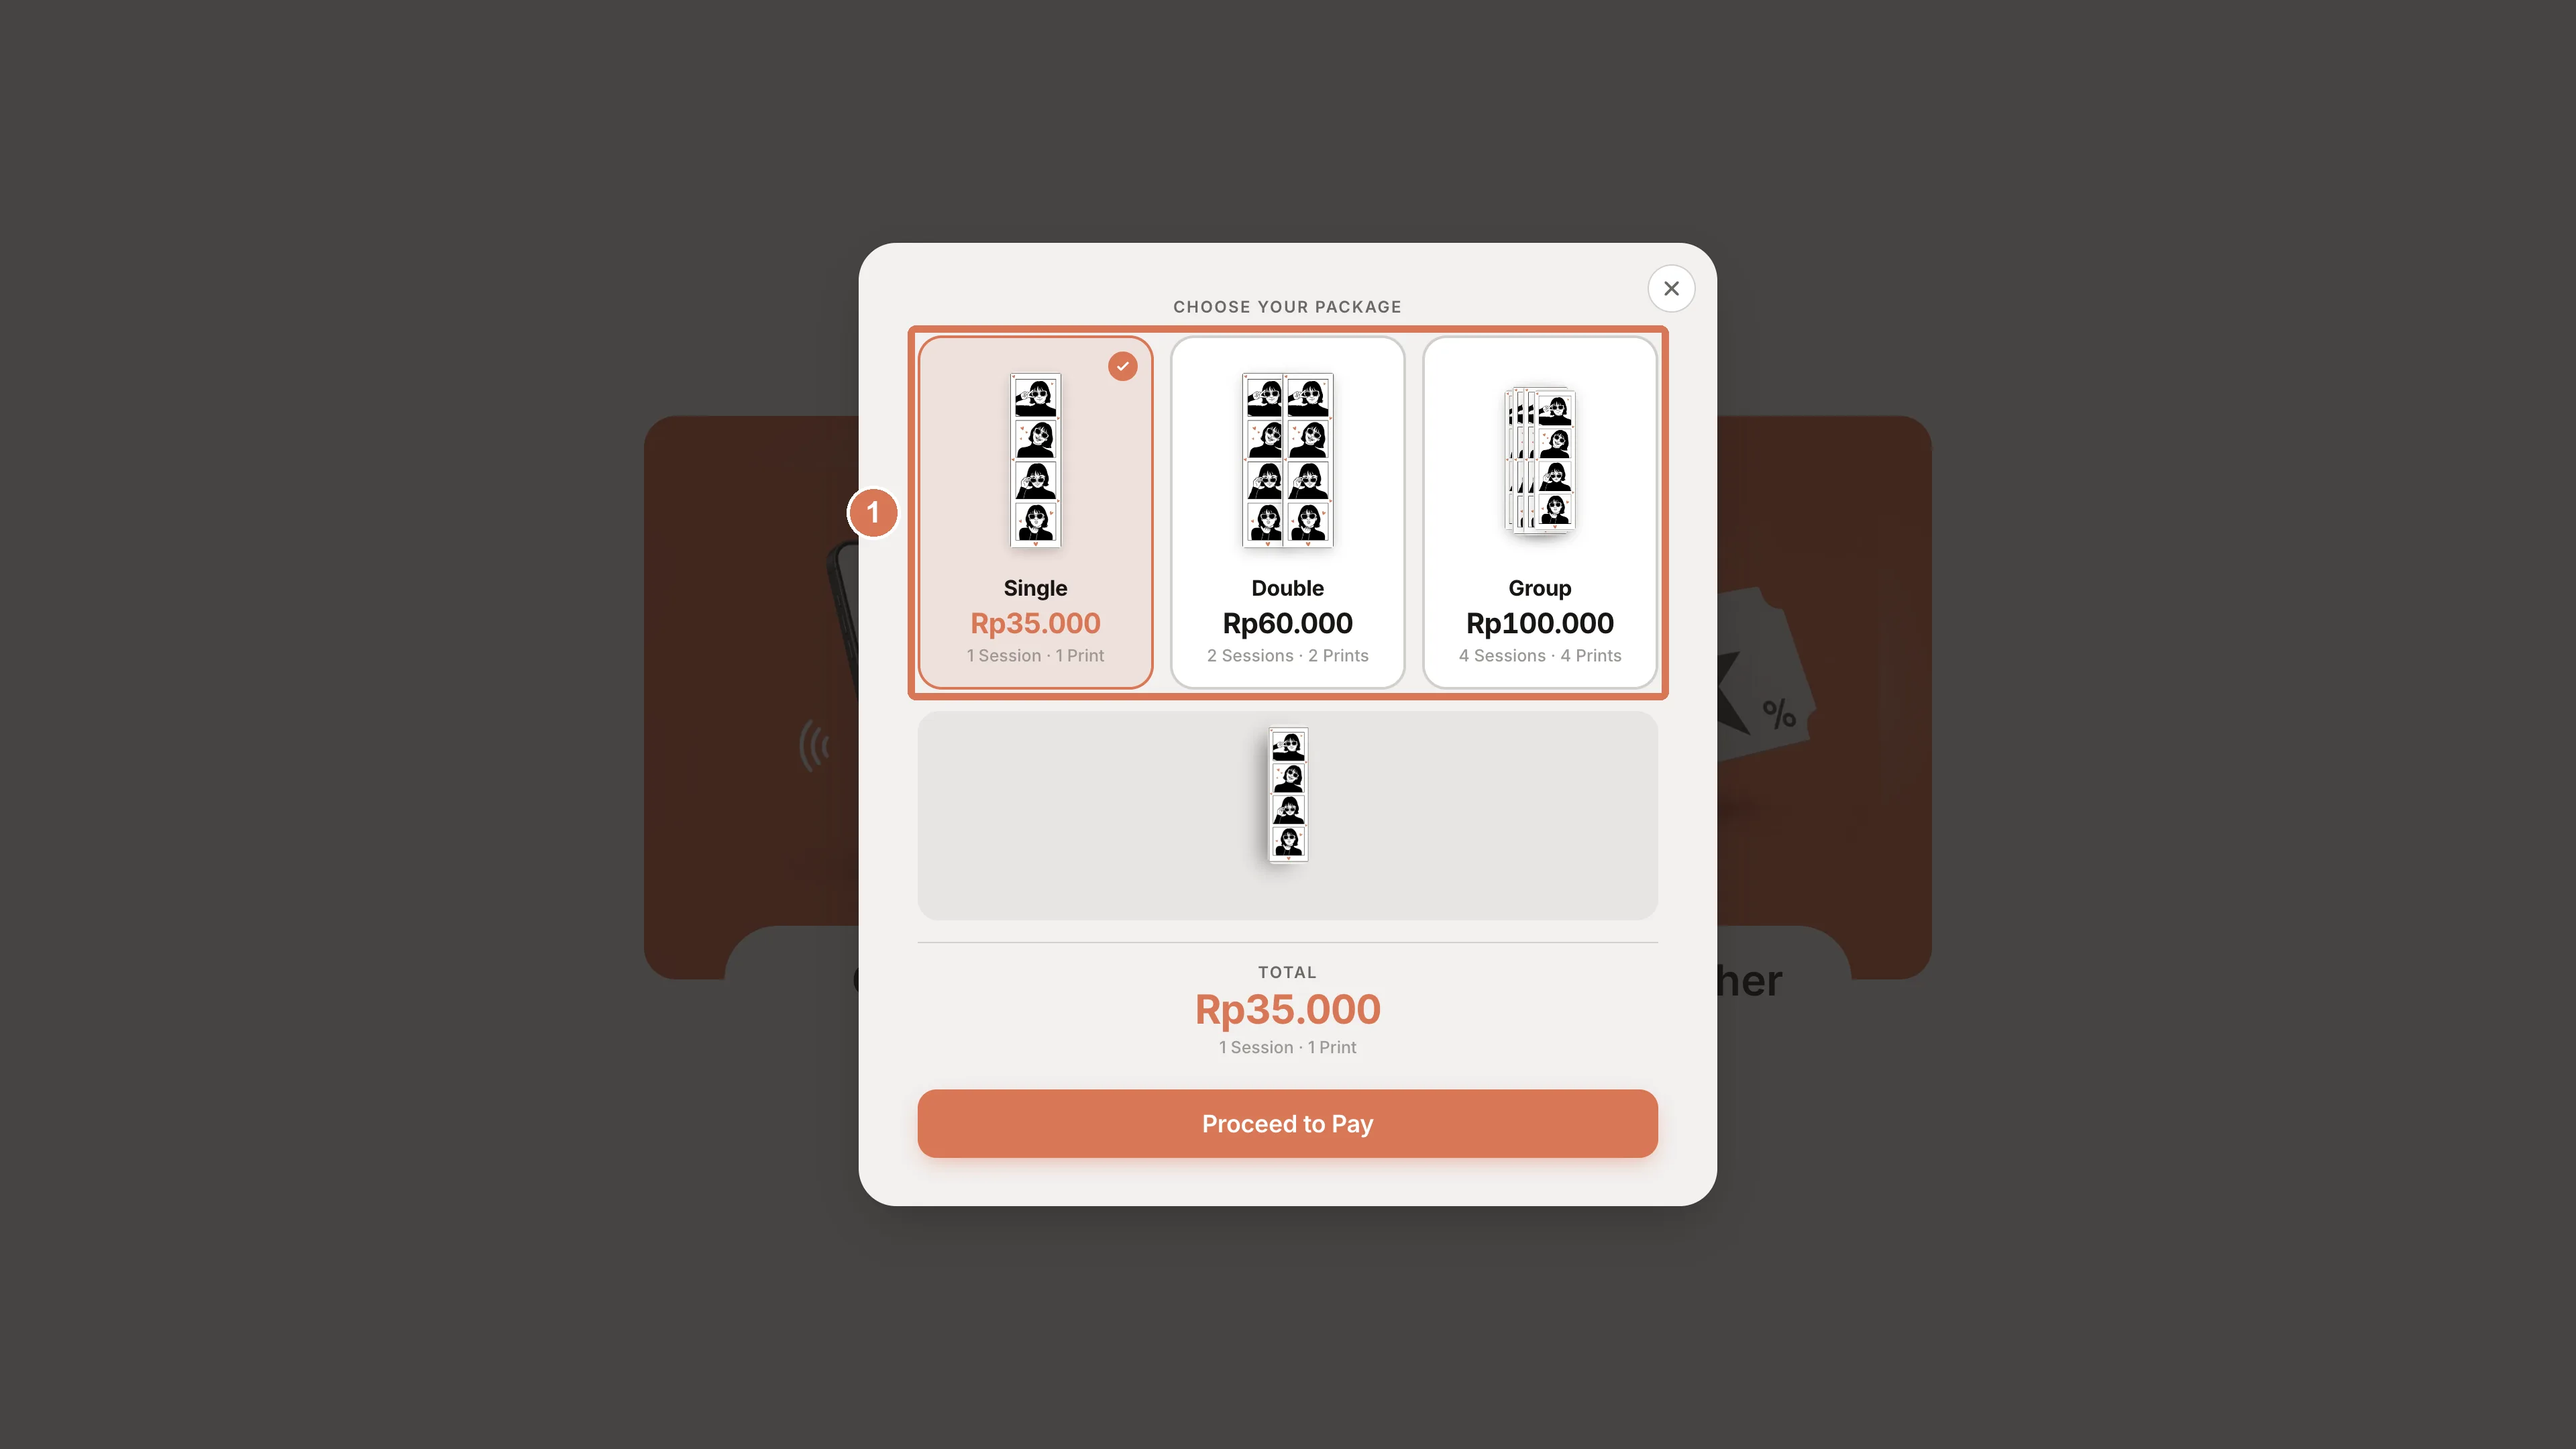 CHOOSE YOUR PACKAGE
1
Single
Rp35.000
1 Session · 1 Print
Double
Rp60.000
2 Sessions · 2 Prints
Group
Rp100.000
4 Sessions · 4 Prints
%
her
TOTAL
Rp35.000
1 Session · 1 Print
Proceed to Pay